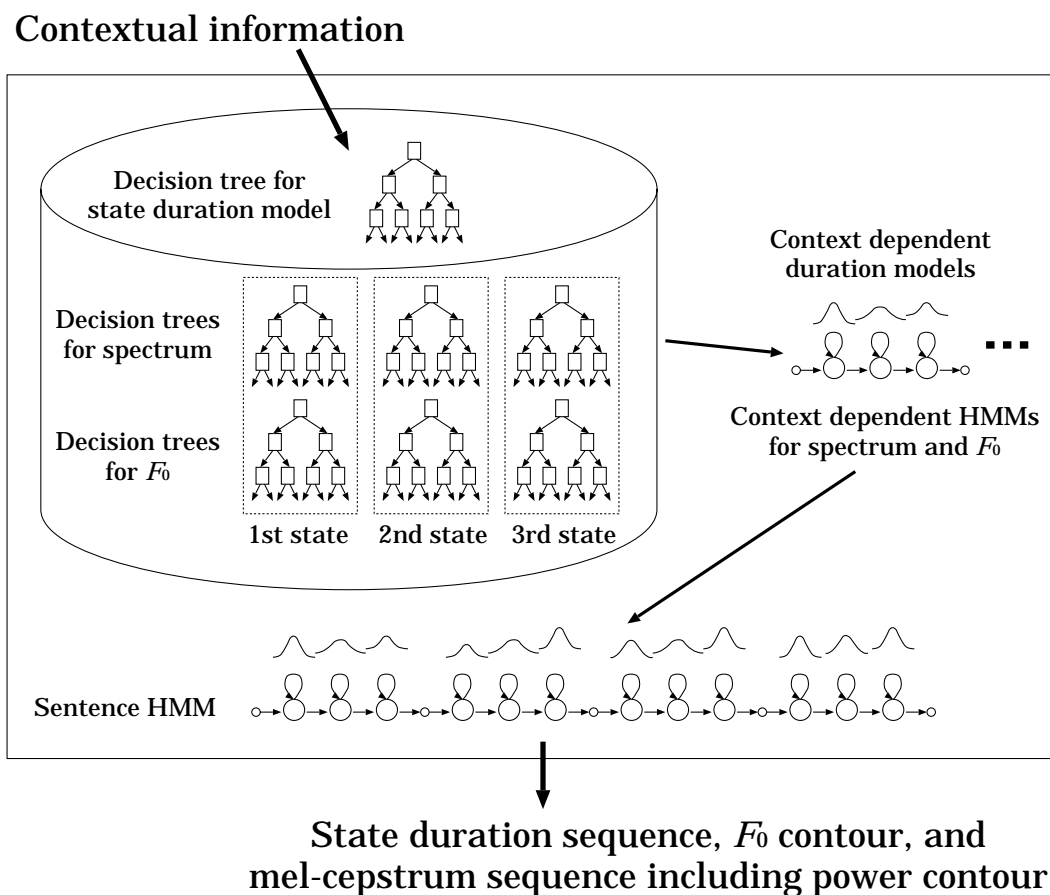 Contextual information
Decision tree for
state duration model
Context dependent
duration models
Decision trees
for spectrum
Decision trees
for F0
1st state
2nd state
3rd state
Context dependent HMMs
for spectrum and F0
Sentence HMM
State duration sequence, F0 contour, and
mel-cepstrum sequence including power contour